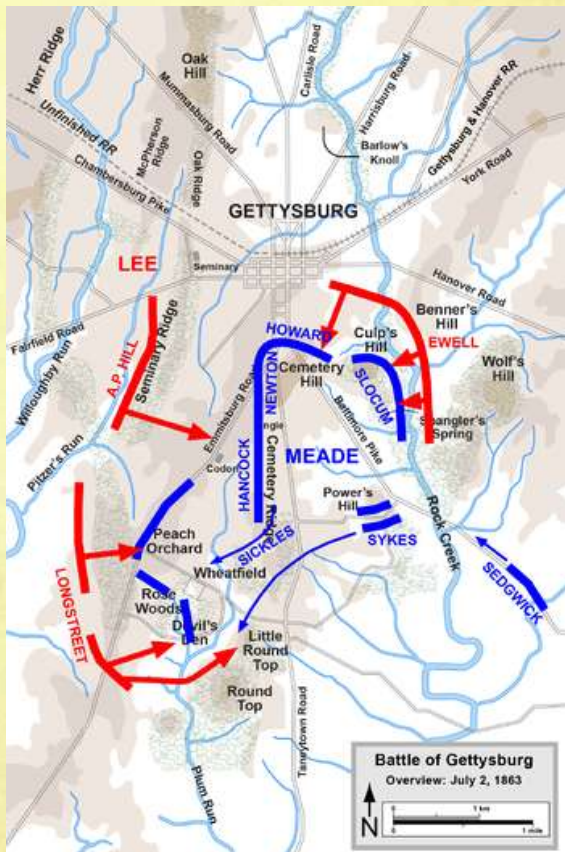 Herr Ridge
Oak
Hill
Carlisle Road
Harrisburg Road
Mummasburg Road
Unfinished RR
McPherson
Ridge
Oak Ridge
Chambersburg Pike
Barlow's
Knoll
Gettysburg & Hanover RR
York Road
GETTYSBURG
LEE
Seminary
Hanover Road
Fairfield Road
Willoughby Run
A.P. HILL
Seminary Ridge
HOWARD
Culp's
Hill
Benner's
Hill
EWELL
Wolf's
Hill
Cemetery
Hill
NEWTON
SLOCUM
Spangler's
Spring
Emmitsburg Road
Baltimore Pike
ngle
Codori
HANCOCK
Cemetery Ridge
MEADE
Pitzer's Run
Power's
Hill
SYKES
Rock Creek
SEDGWICK
Peach
Orchard
SICKLES
Wheatfield
LONGSTREET
Rose
Woods
Devil's
Den
Little
Round
Top
Round
Top
Taneytown Road
Plum Run
Battle of Gettysburg
Overview: July 2, 1863
N
0 1 km
0 1 mile